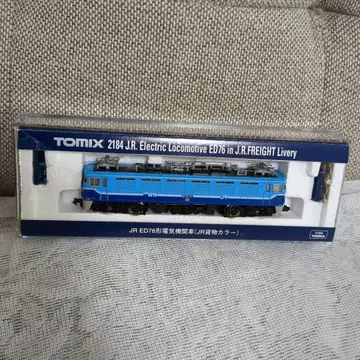 TOMIX 2184 J.R. Electric Locomotive ED76 in J.R.FREIGHT Livery
JR ED76形電気機関車(JR貨物カラー)